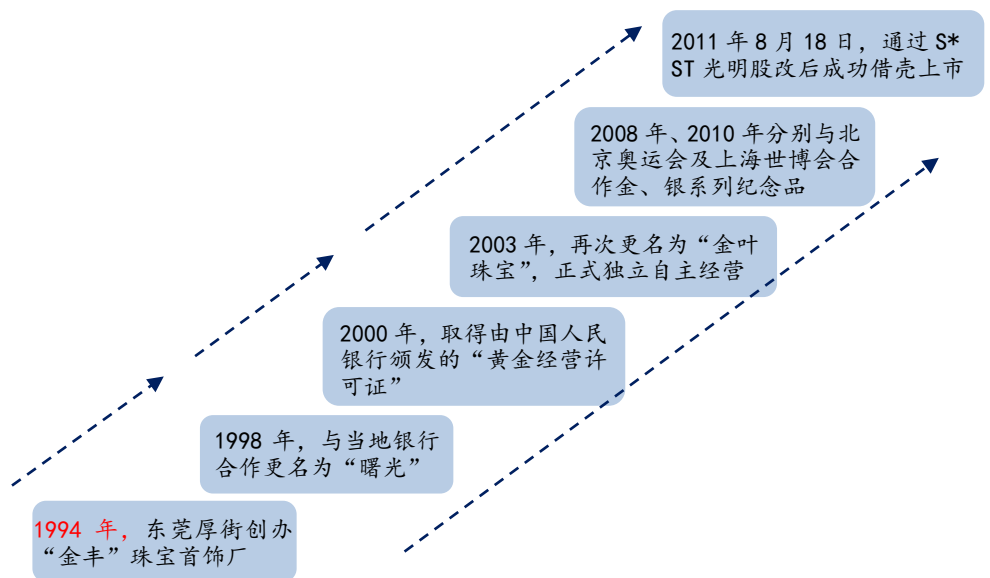 2011 年 8 月 18 日，通过 S*
ST 光明股改后成功借壳上市
2008 年、2010 年分别与北
京奥运会及上海世博会合
作金、银系列纪念品
2003 年，再次更名为“金叶
珠宝”，正式独立自主经营
2000 年，取得由中国人民
银行颁发的“黄金经营许
可证”
1998 年，与当地银行
合作更名为“曙光”
1994 年，东莞厚街创办
“金丰”珠宝首饰厂